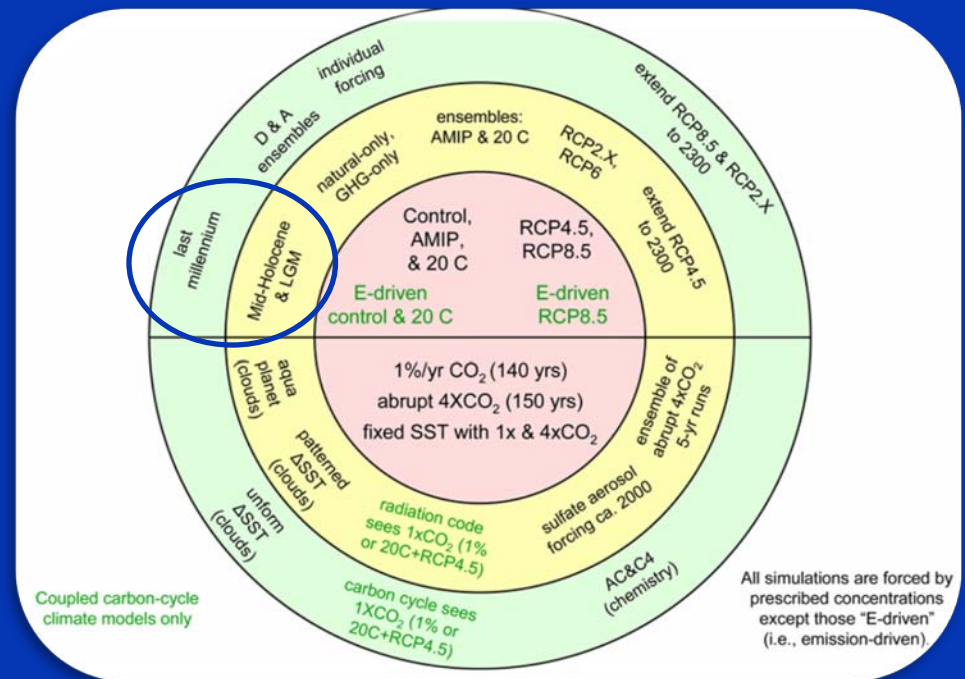 individual
forcing
D & A
ensembles
last
millennium
extend RCP8.5 & RCP2.X
to 2300
ensembles:
AMIP & 20 C
natural-only,
GHG-only
Mid-Holocene
& LGM
RCP2.X,
RCP6
extend RCP4.5
to 2300
Control,
AMIP,
& 20 C
RCP4.5,
RCP8.5
E-driven
control & 20 C
E-driven
RCP8.5
1%/yr CO₂ (140 yrs)
abrupt 4XCO₂ (150 yrs)
fixed SST with 1x & 4xCO₂
aqua
planet
(clouds)
patterned
ΔSST
(clouds)
unform
ΔSST
(clouds)
radiation code
sees 1xCO₂ (1%
or 20C+RCP4.5)
carbon cycle sees
1XCO₂ (1% or
20C+RCP4.5)
ensemble of
abrupt 4xCO₂
5-yr runs
sulfate aerosol
forcing ca. 2000
AC&C4
(chemistry)
Coupled carbon-cycle
climate models only
All simulations are forced by
prescribed concentrations
except those “E-driven”
(i.e., emission-driven).